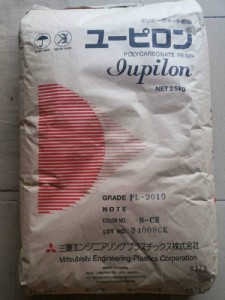 ユーピロン
POLYCARBONATE RESIN
Iupilon
NET 25KG
GRADE PL-2010
NOTE
COLOR NO. N-CE
LOT NO. 34009CE
三菱エンジニアリングプラスチックス株式会社
Mitsubishi Engineering-Plastics Corporation